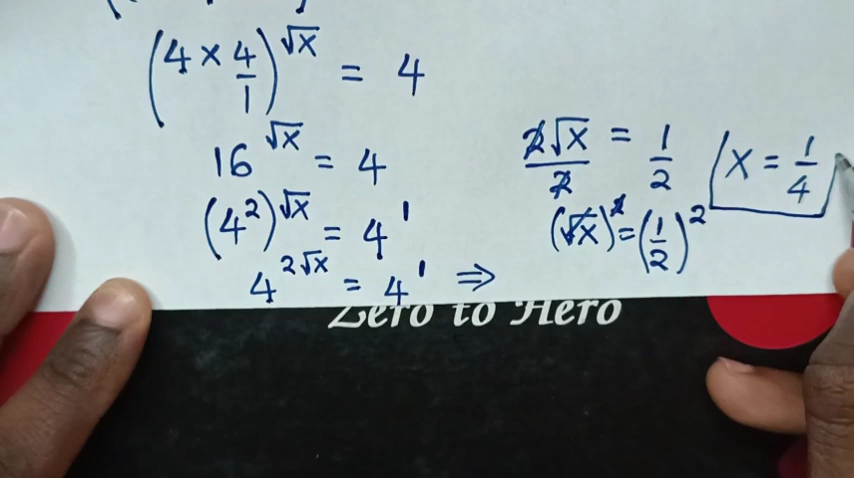 (4 × 4/1)^√x = 4
16^√x = 4
(4²)^√x = 4¹
4^2√x = 4¹ ⇒
2√x/2 = 1/2
(√x)² = (1/2)²
x = 1/4
Zero to Hero